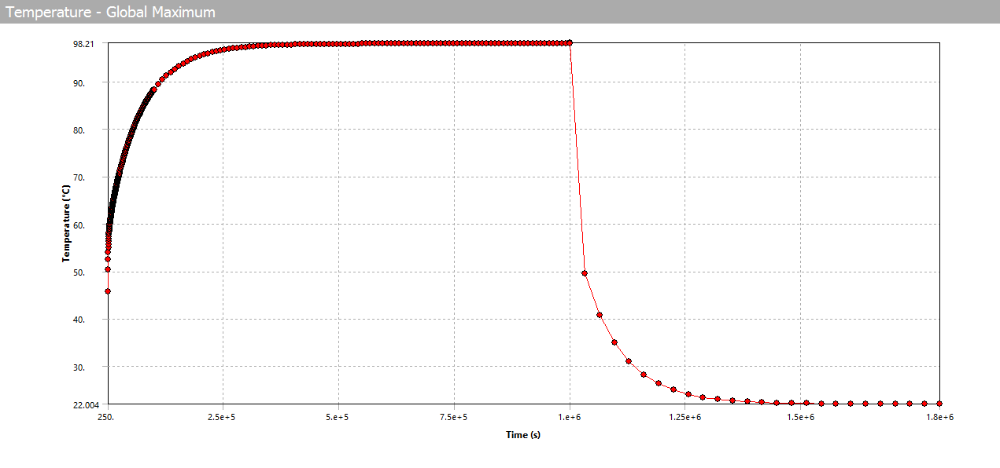 Temperature - Global Maximum
98.21
90.
80.
70.
60.
50.
40.
30.
22.004
Temperature (°C)
250. 2.5e+5 5.e+5 7.5e+5 1.e+6 1.25e+6 1.5e+6 1.8e+6
Time (s)